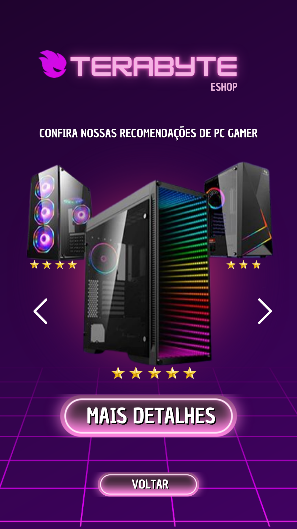 TERABYTE
ESHOP
CONFIRA NOSSAS RECOMENDAÇÕES DE PC GAMER
MAIS DETALHES
VOLTAR